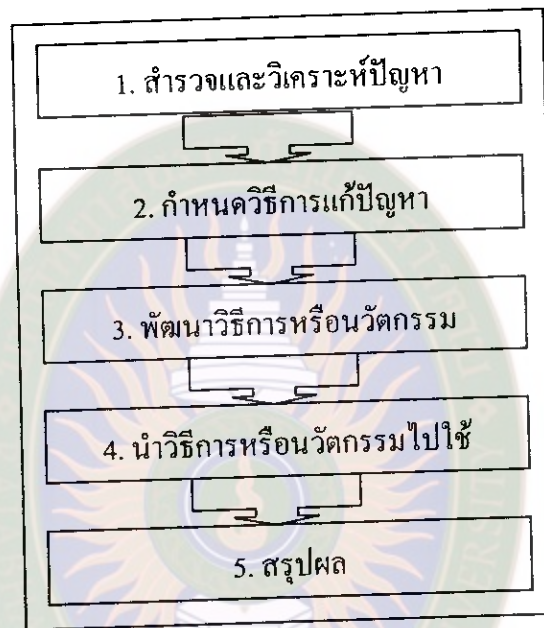 1. สำรวจและวิเคราะห์ปัญหา
2. กำหนดวิธีการแก้ปัญหา
3. พัฒนาวิธีการหรือนวัตกรรม
4. นำวิธีการหรือนวัตกรรมไปใช้
5. สรุปผล